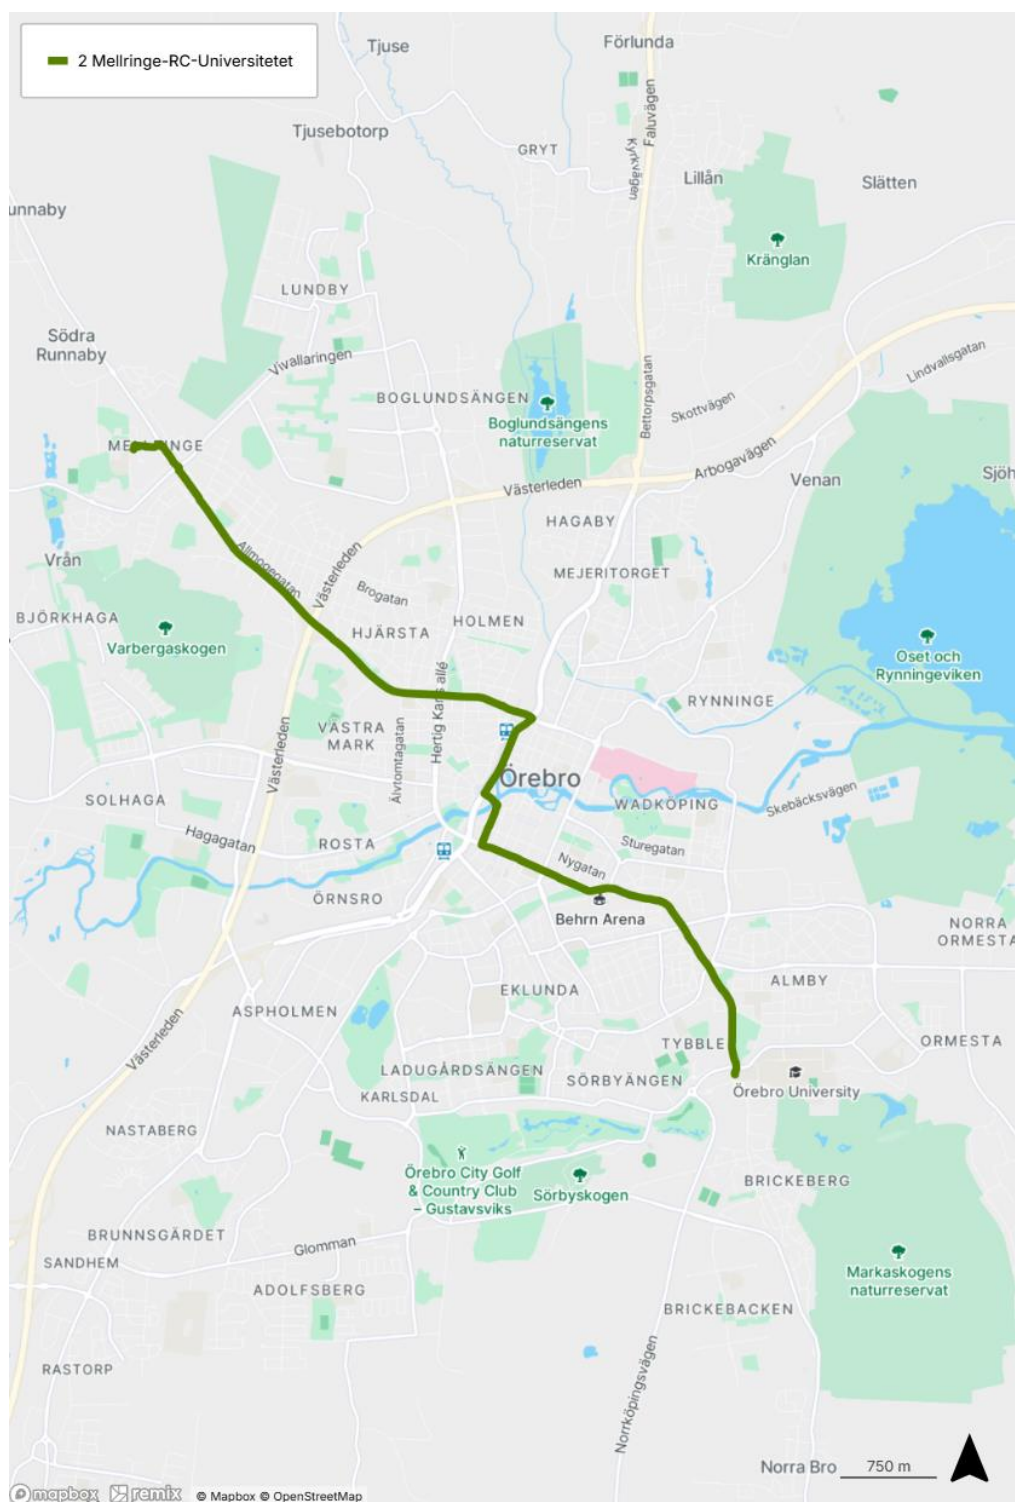 2 Mellringe-RC-Universitetet
Tjuse
Förlunda
Faluvägen
Tjusebotorp
GRYT
Kyrkvägen
Lillån
Slätten
unnaby
Kränglan
LUNDBY
Södra
Runnaby
Vivallaringen
Lindvallsgatan
Bettorpsgatan
BOGLUNDSÄNGEN
Skottvägen
Boglundsängens
naturreservat
Arbogavägen
Västerleden
Venan
Sjöh
HAGABY
Vrån
Allmogegatan
Västerleden
Brogatan
MEJERITORGET
BJÖRKHAGA
HJÄRSTA
HOLMEN
Varbergaskogen
Oset och
Rynningeviken
RYNNINGE
VÄSTRA
MARK
Älvtomtagatan
Västerleden
Örebro
SOLHAGA
WADKÖPING
Skebäcksvägen
Hagagatan
ROSTA
Sturegatan
Nygatan
ÖRNSRO
Behrn Arena
NORRA
ORMESTA
EKLUNDA
ALMBY
ASPHOLMEN
Västerleden
TYBBLE
ORMESTA
LADUGÅRDSÄNGEN
SÖRBYÄNGEN
KARLSDAL
Örebro University
NASTABERG
Örebro City Golf
& Country Club
– Gustavsviks
Sörbyskogen
BRICKEBERG
BRUNNSGÄRDET
Glomman
SANDHEM
Markaskogens
naturreservat
ADOLFSBERG
BRICKEBACKEN
RASTORP
Norrköpingsvägen
Norra Bro
750 m
mapbox remix © Mapbox © OpenStreetMap